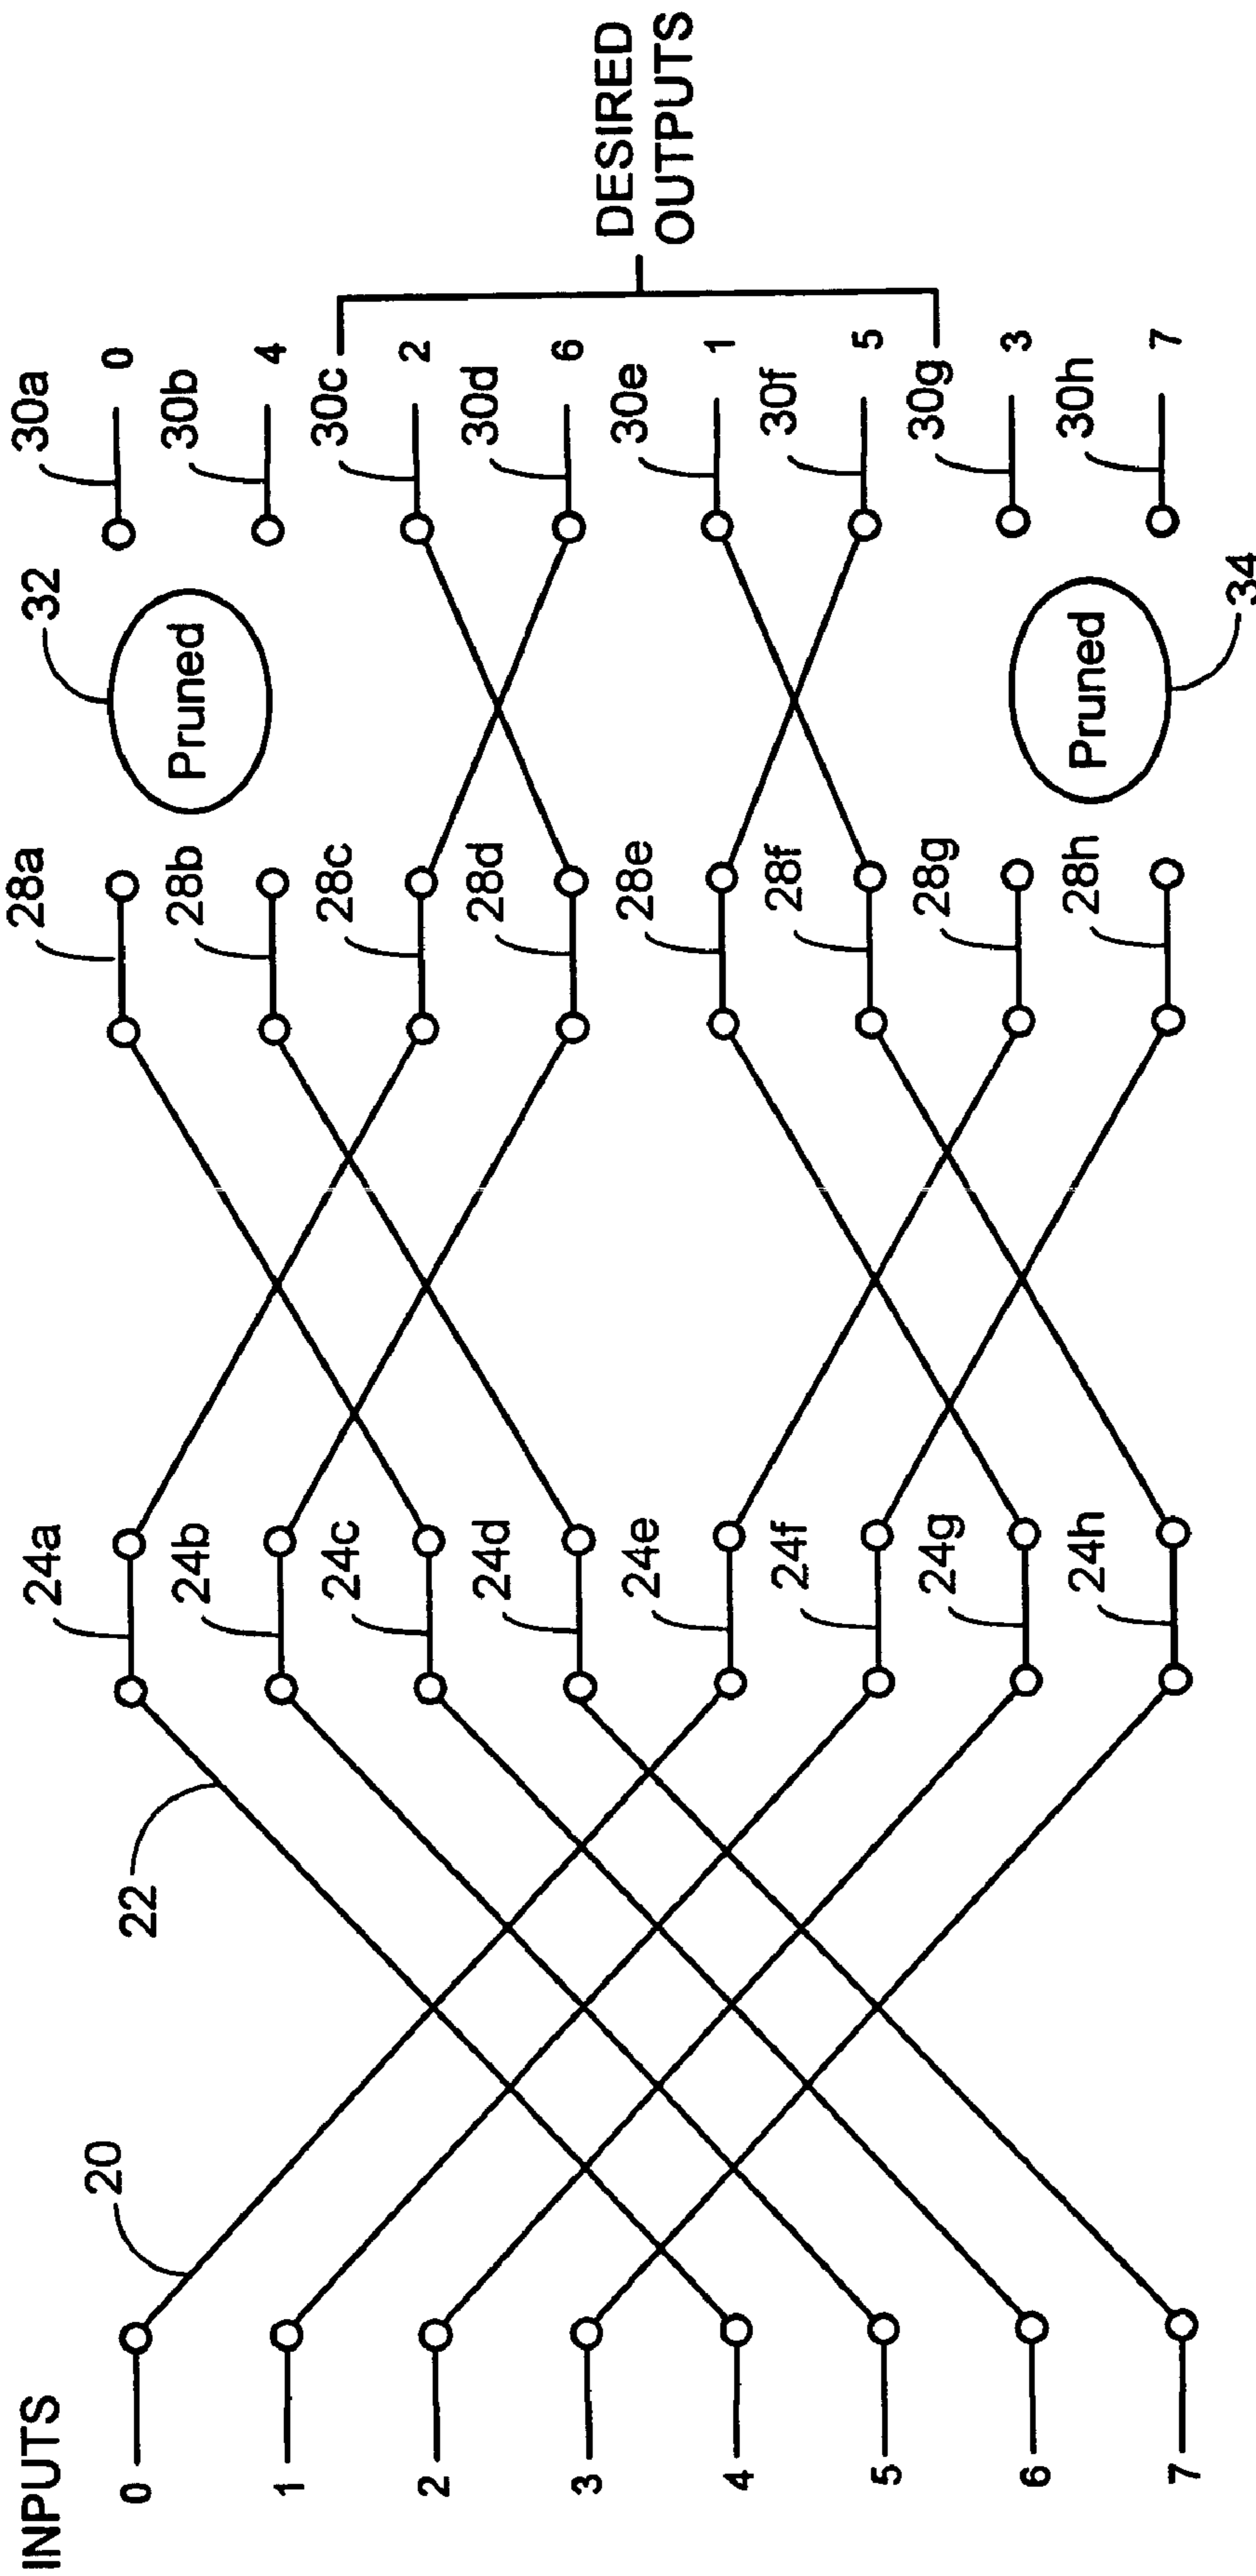 INPUTS
0
1
2
3
4
5
6
7
20
22
24a
24b
24c
24d
24e
24f
24g
24h
28a
28b
28c
28d
28e
28f
28g
28h
32
Pruned
Pruned
34
30a
30b
30c
30d
30e
30f
30g
30h
0
4
2
6
1
5
3
7
DESIRED
OUTPUTS